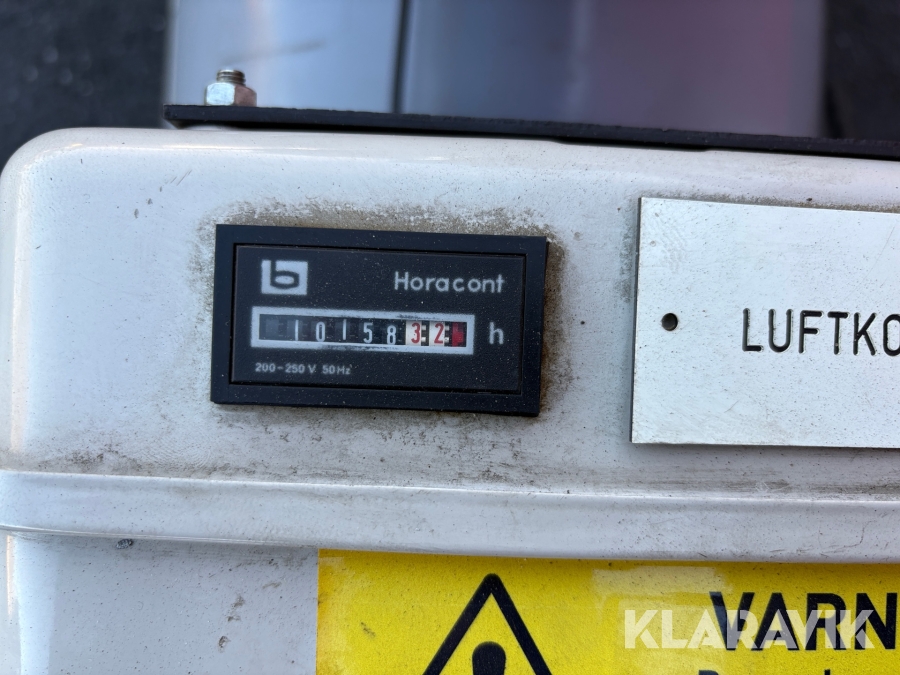 b Horacont
1015832 h
200-250 V 50Hz
LUFTKO
VARN
KLARAVIK